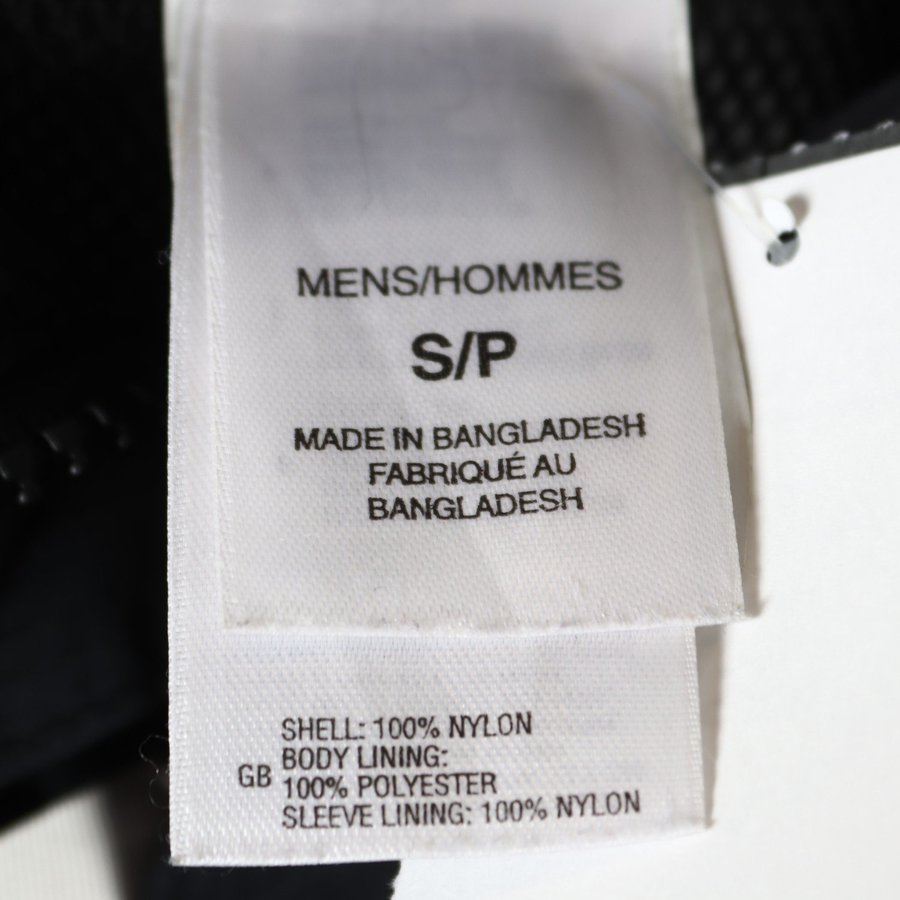 MENS/HOMMES
S/P
MADE IN BANGLADESH
FABRIQUÉ AU
BANGLADESH
SHELL: 100% NYLON
BODY LINING:
GB 100% POLYESTER
SLEEVE LINING: 100% NYLON